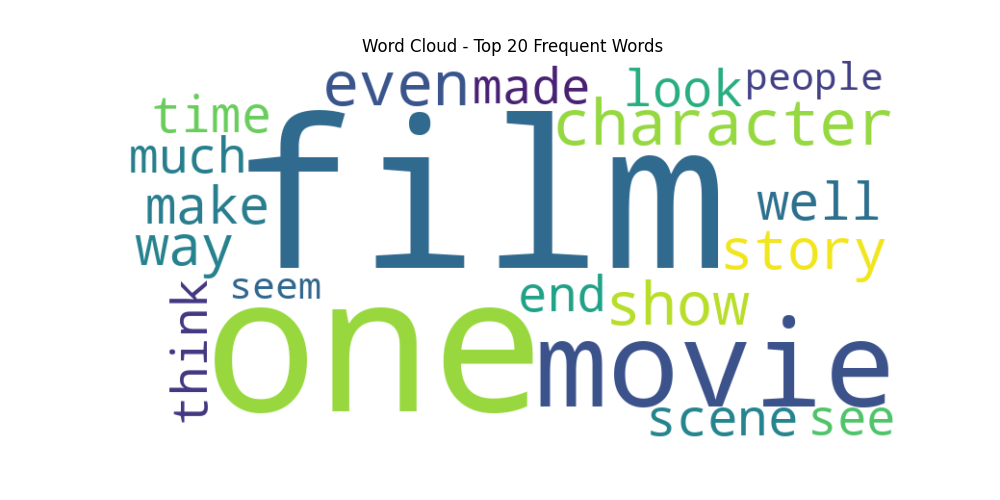 Word Cloud - Top 20 Frequent Words
even made look people
time character
much film
make well
way story
seem end show
think one movie
scene see